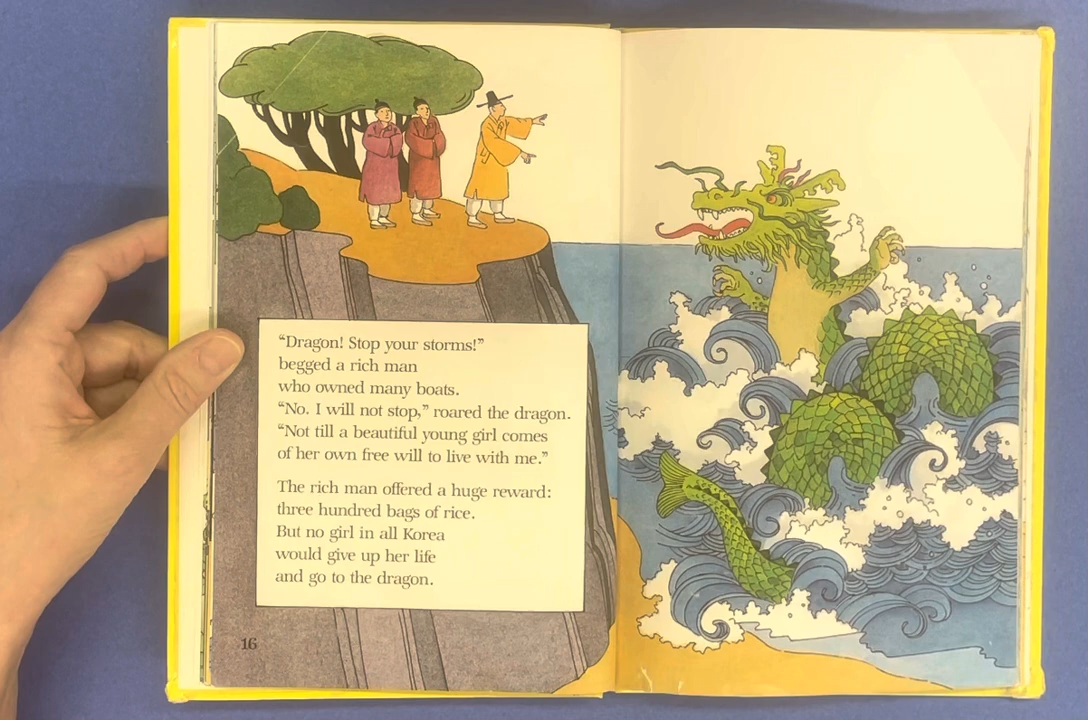 “Dragon! Stop your storms!”
begged a rich man
who owned many boats.
“No. I will not stop,” roared the dragon.
“Not till a beautiful young girl comes
of her own free will to live with me.”
The rich man offered a huge reward:
three hundred bags of rice.
But no girl in all Korea
would give up her life
and go to the dragon.
16